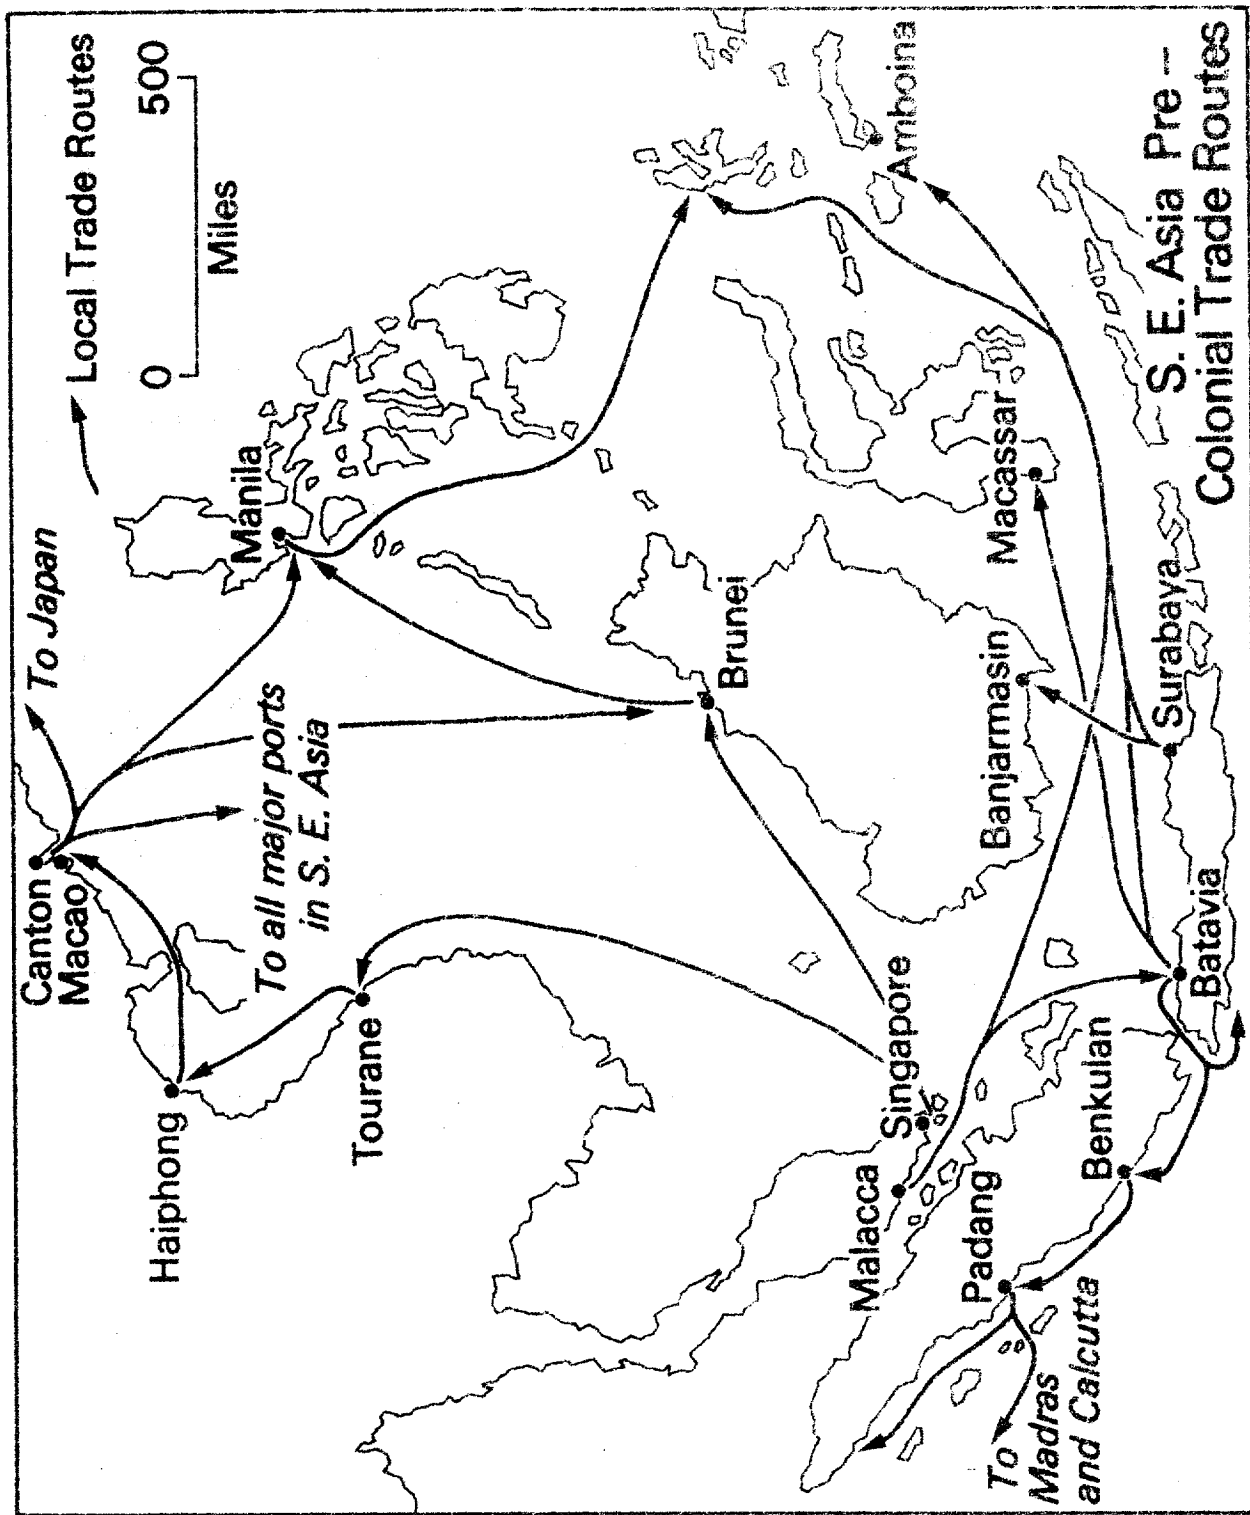 Local Trade Routes
0 500
Miles
To Japan
Canton
Macao
Haiphong
To all major ports
in S. E. Asia
Manila
Tourane
Brunei
Singapore
Malacca
Padang
Benkulan
Batavia
Surabaya
Banjarmasin
Macassar
Amboina
To
Madras
and Calcutta
S. E. Asia Pre –
Colonial Trade Routes